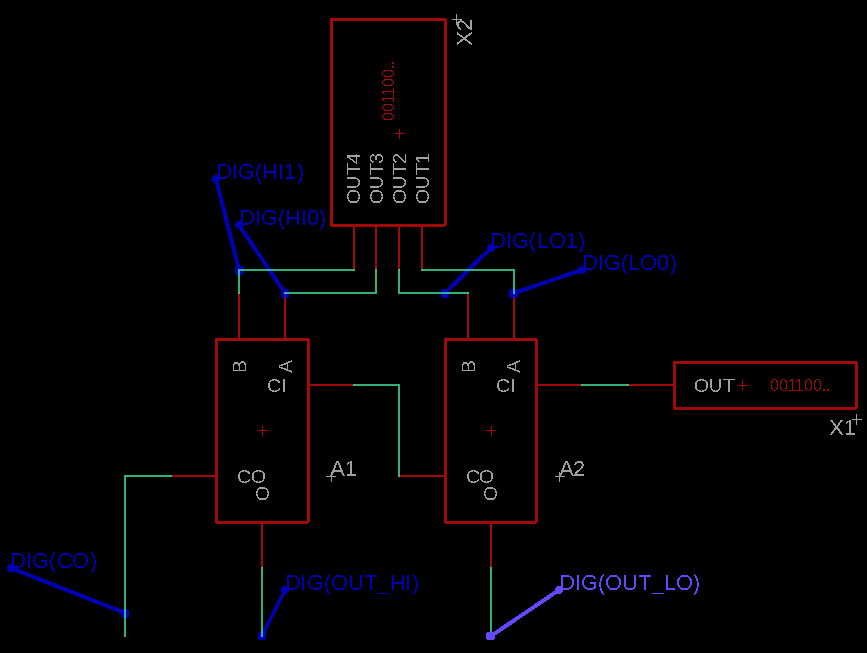 X2
001100..
OUT4
OUT3
OUT2
OUT1
DIG(HI1)
DIG(HI0)
DIG(LO1)
DIG(LO0)
B
A
CI
CO
O
A1
B
A
CI
CO
O
A2
OUT
001100..
X1
DIG(CO)
DIG(OUT_HI)
DIG(OUT_LO)